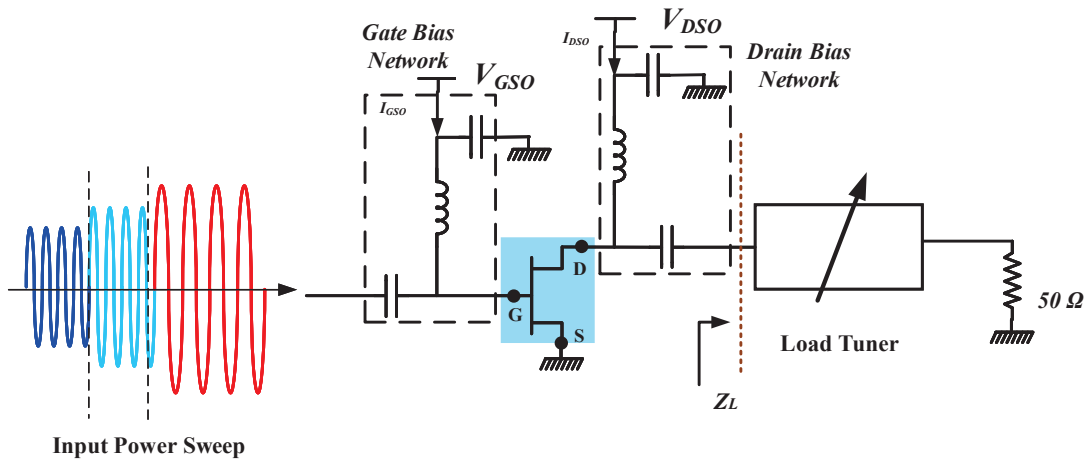 Gate Bias
Network
V_GSO
I_GSO
I_DSO
V_DSO
Drain Bias
Network
G
D
S
Z_L
Load Tuner
50 Ω
Input Power Sweep